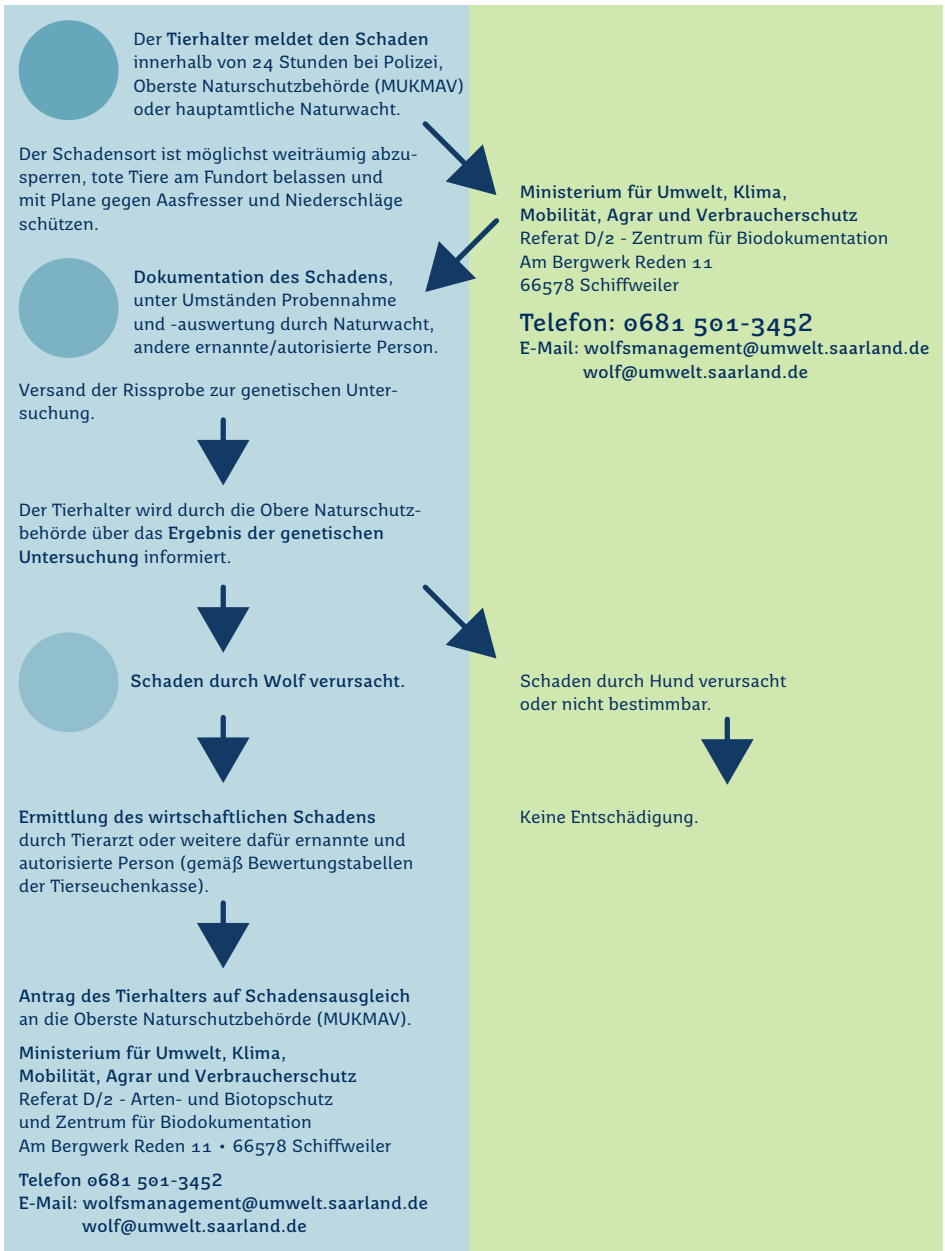 Der Tierhalter meldet den Schaden
innerhalb von 24 Stunden bei Polizei,
Oberste Naturschutzbehörde (MUKMAV)
oder hauptamtliche Naturwacht.
Der Schadensort ist möglichst weiträumig abzu-
sperren, tote Tiere am Fundort belassen und
mit Plane gegen Aasfresser und Niederschläge
schützen.
Ministerium für Umwelt, Klima,
Mobilität, Agrar und Verbraucherschutz
Referat D/2 - Zentrum für Biodokumentation
Am Bergwerk Reden 11
66578 Schiffweiler
Telefon: 0681 501-3452
E-Mail: wolfsmanagement@umwelt.saarland.de
wolf@umwelt.saarland.de
Dokumentation des Schadens,
unter Umständen Probennahme
und -auswertung durch Naturwacht,
andere ernannte/autorisierte Person.
Versand der Rissprobe zur genetischen Unter-
suchung.
Der Tierhalter wird durch die Obere Naturschutz-
behörde über das Ergebnis der genetischen
Untersuchung informiert.
Schaden durch Wolf verursacht.
Schaden durch Hund verursacht
oder nicht bestimmbar.
Ermittlung des wirtschaftlichen Schadens
durch Tierarzt oder weitere dafür ernannte und
autorisierte Person (gemäß Bewertungstabellen
der Tierseuchenkasse).
Keine Entschädigung.
Antrag des Tierhalters auf Schadensausgleich
an die Oberste Naturschutzbehörde (MUKMAV).
Ministerium für Umwelt, Klima,
Mobilität, Agrar und Verbraucherschutz
Referat D/2 - Arten- und Biotopschutz
und Zentrum für Biodokumentation
Am Bergwerk Reden 11 • 66578 Schiffweiler
Telefon 0681 501-3452
E-Mail: wolfsmanagement@umwelt.saarland.de
wolf@umwelt.saarland.de